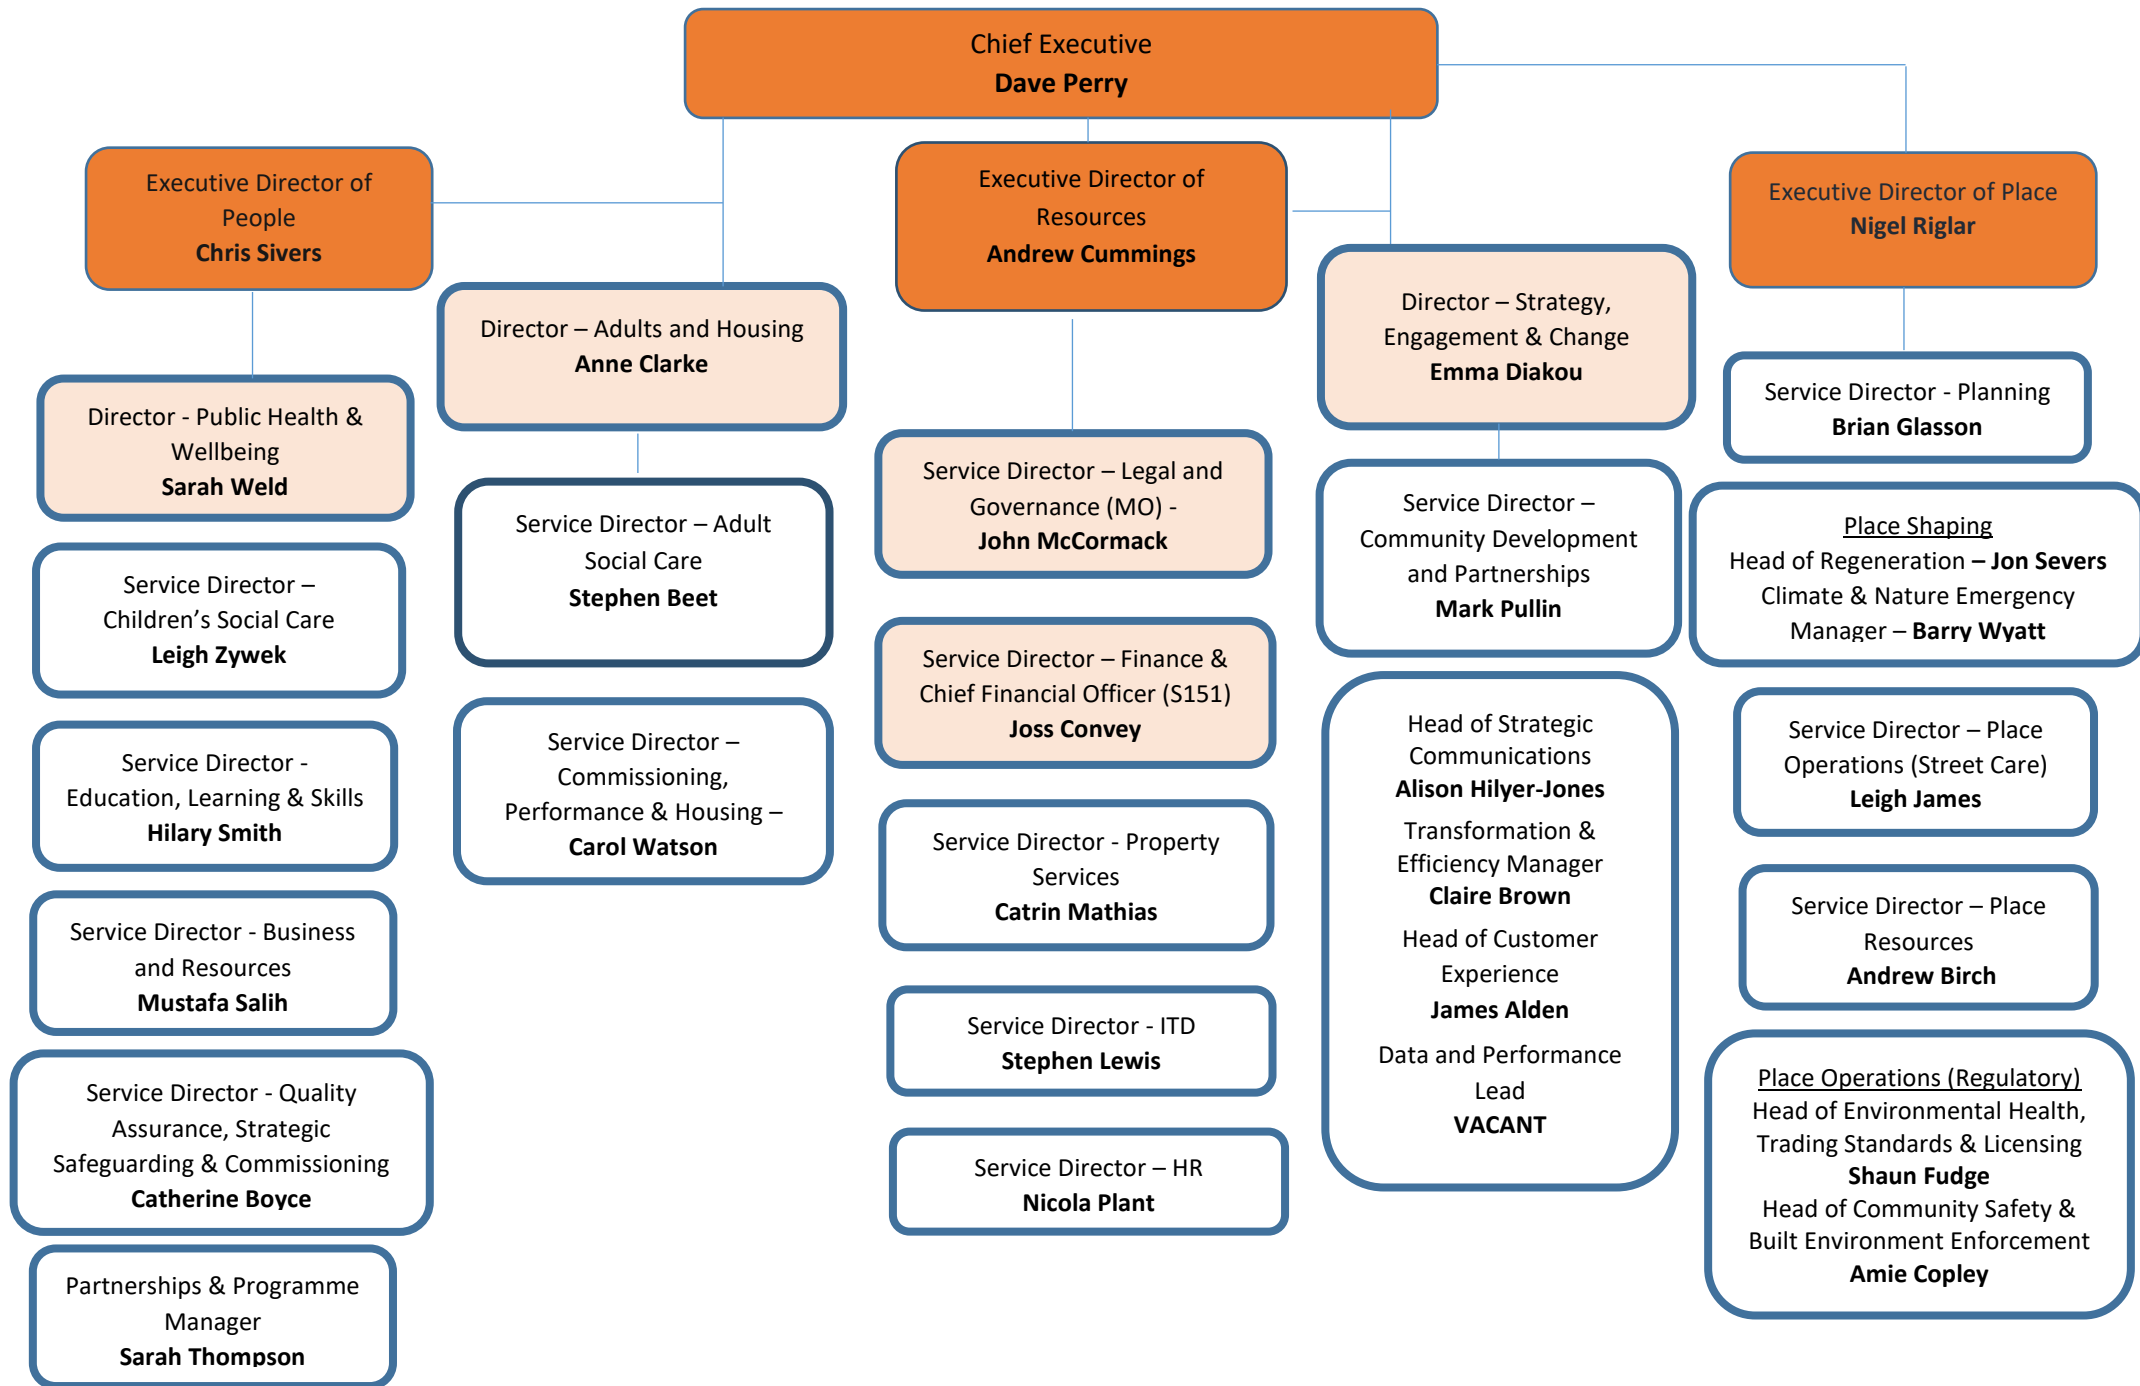 Chief Executive
Dave Perry
Executive Director of
People
Chris Sivers
Executive Director of
Resources
Andrew Cummings
Executive Director of Place
Nigel Riglar
Director – Adults and Housing
Anne Clarke
Director – Strategy,
Engagement & Change
Emma Diakou
Director - Public Health &
Wellbeing
Sarah Weld
Service Director –
Children’s Social Care
Leigh Zywek
Service Director -
Education, Learning & Skills
Hilary Smith
Service Director - Business
and Resources
Mustafa Salih
Service Director - Quality
Assurance, Strategic
Safeguarding & Commissioning
Catherine Boyce
Partnerships & Programme
Manager
Sarah Thompson
Service Director – Adult
Social Care
Stephen Beet
Service Director –
Commissioning,
Performance & Housing –
Carol Watson
Service Director – Legal and
Governance (MO) -
John McCormack
Service Director – Finance &
Chief Financial Officer (S151)
Joss Convey
Service Director - Property
Services
Catrin Mathias
Service Director - ITD
Stephen Lewis
Service Director – HR
Nicola Plant
Service Director –
Community Development
and Partnerships
Mark Pullin
Head of Strategic
Communications
Alison Hilyer-Jones
Transformation &
Efficiency Manager
Claire Brown
Head of Customer
Experience
James Alden
Data and Performance
Lead
VACANT
Service Director - Planning
Brian Glasson
Place Shaping
Head of Regeneration – Jon Severs
Climate & Nature Emergency
Manager – Barry Wyatt
Service Director – Place
Operations (Street Care)
Leigh James
Service Director – Place
Resources
Andrew Birch
Place Operations (Regulatory)
Head of Environmental Health,
Trading Standards & Licensing
Shaun Fudge
Head of Community Safety &
Built Environment Enforcement
Amie Copley